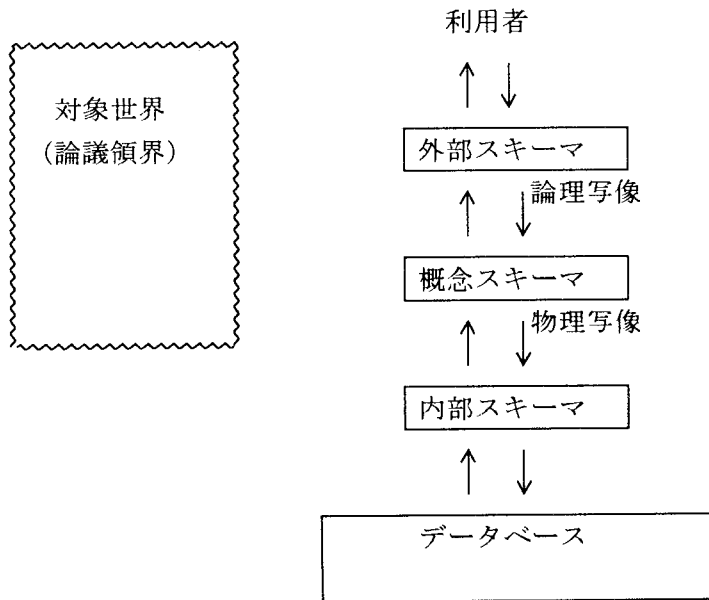 利用者
対象世界
(論議領界)
外部スキーマ
論理写像
概念スキーマ
物理写像
内部スキーマ
データベース